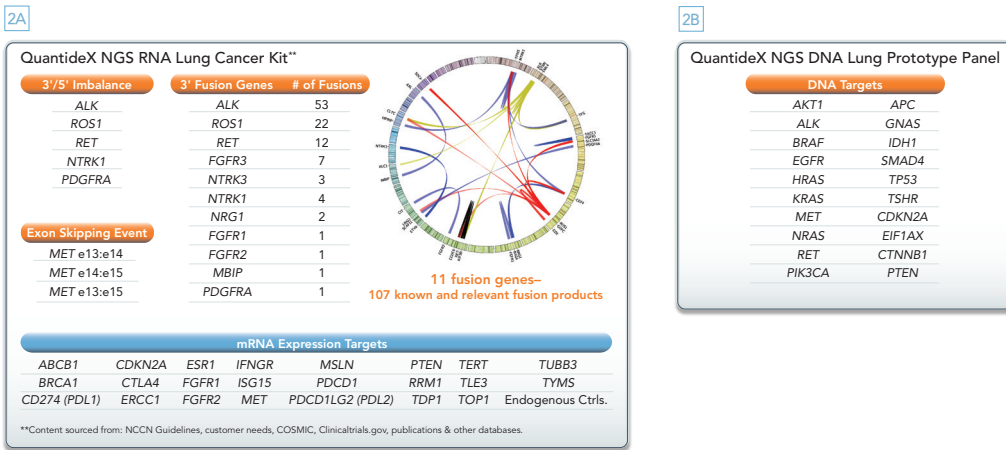 2A
QuantideX NGS RNA Lung Cancer Kit**
3'/5' Imbalance
ALK
ROS1
RET
NTRK1
PDGFRA
Exon Skipping Event
MET e13:e14
MET e14:e15
MET e13:e15
3' Fusion Genes # of Fusions
ALK 53
ROS1 22
RET 12
FGFR3 7
NTRK3 3
NTRK1 4
NRG1 2
FGFR1 1
FGFR2 1
MBIP 1
PDGFRA 1
11 fusion genes–
107 known and relevant fusion products
mRNA Expression Targets
ABCB1 CDKN2A ESR1 IFNGR MSLN PTEN TERT TUBB3
BRCA1 CTLA4 FGFR1 ISG15 PDCD1 RRM1 TLE3 TYMS
CD274 (PDL1) ERCC1 FGFR2 MET PDCD1LG2 (PDL2) TDP1 TOP1 Endogenous Ctrls.
**Content sourced from: NCCN Guidelines, customer needs, COSMIC, Clinicaltrials.gov, publications & other databases.
2B
QuantideX NGS DNA Lung Prototype Panel
DNA Targets
AKT1 APC
ALK GNAS
BRAF IDH1
EGFR SMAD4
HRAS TP53
KRAS TSHR
MET CDKN2A
NRAS EIF1AX
RET CTNNB1
PIK3CA PTEN